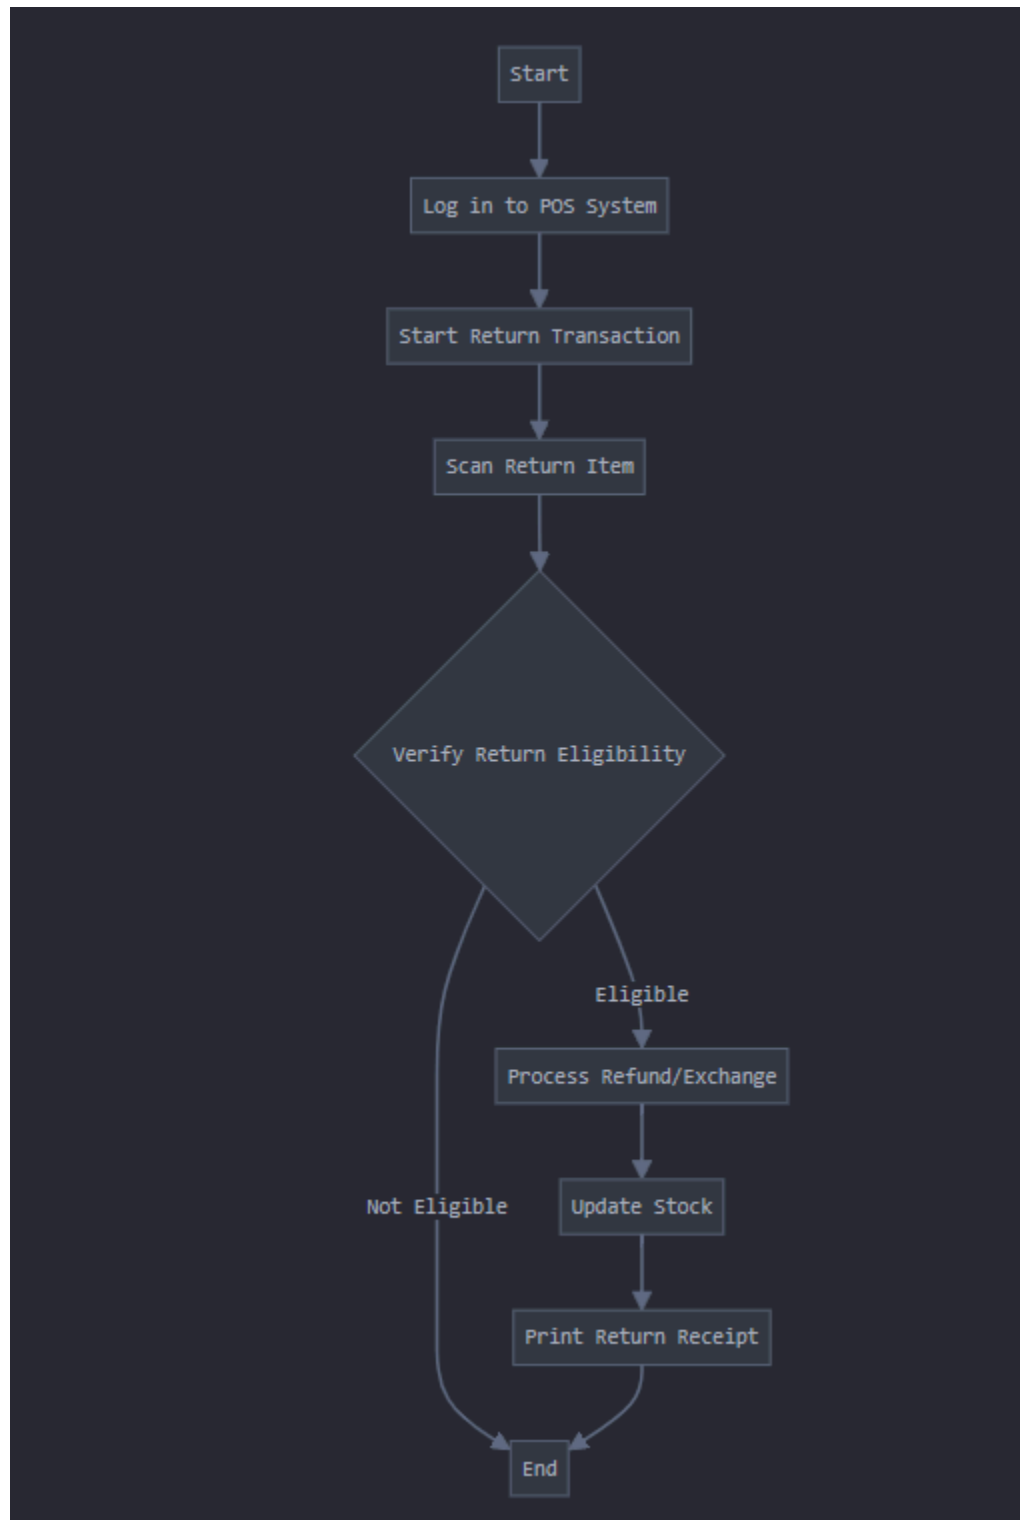 Start
Log in to POS System
Start Return Transaction
Scan Return Item
Verify Return Eligibility
Eligible
Process Refund/Exchange
Not Eligible
Update Stock
Print Return Receipt
End